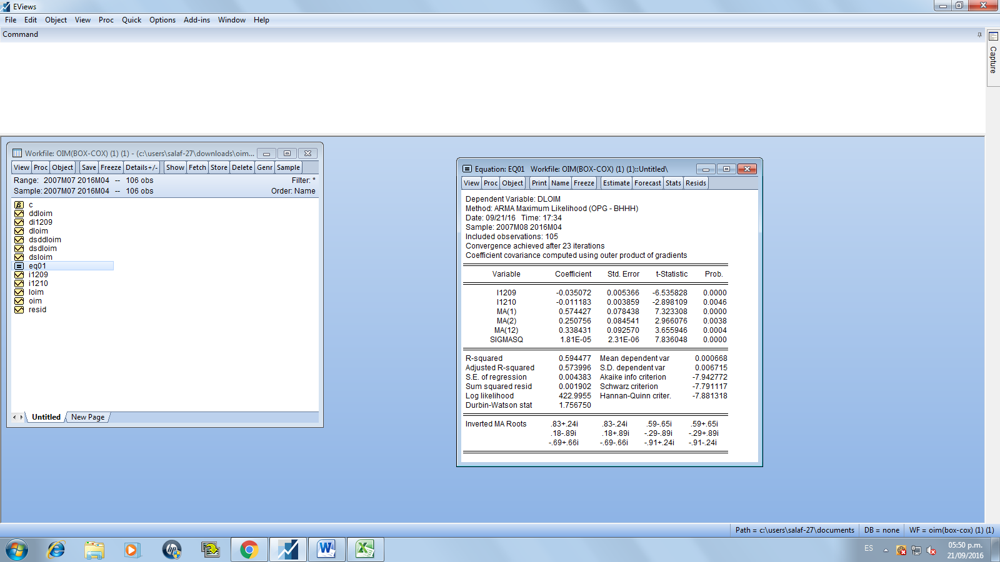 EViews
File Edit Object View Proc Quick Options Add-ins Window Help
Command
Capture
Workfile: OIM(BOX-COX) (1) (1) - (c:\users\salaf-27\downloads\oim...
View Proc Object Save Freeze Details+/- Show Fetch Store Delete Genr Sample
Range: 2007M07 2016M04 -- 106 obs Filter: *
Sample: 2007M07 2016M04 -- 106 obs Order: Name
β c
ddloim
di1209
dloim
dsddloim
dsdloim
dsloim
eq01
i1209
i1210
loim
oim
resid
Untitled New Page
Equation: EQ01 Workfile: OIM(BOX-COX) (1) (1)::Untitled\
View Proc Object Print Name Freeze Estimate Forecast Stats Resids
Dependent Variable: DLOIM
Method: ARMA Maximum Likelihood (OPG - BHHH)
Date: 09/21/16 Time: 17:34
Sample: 2007M08 2016M04
Included observations: 105
Convergence achieved after 23 iterations
Coefficient covariance computed using outer product of gradients
Variable Coefficient Std. Error t-Statistic Prob.
I1209 -0.035072 0.005366 -6.535828 0.0000
I1210 -0.011183 0.003859 -2.898109 0.0046
MA(1) 0.574427 0.078438 7.323308 0.0000
MA(2) 0.250756 0.084541 2.966076 0.0038
MA(12) 0.338431 0.092570 3.655946 0.0004
SIGMASQ 1.81E-05 2.31E-06 7.836048 0.0000
R-squared 0.594477 Mean dependent var 0.000668
Adjusted R-squared 0.573996 S.D. dependent var 0.006715
S.E. of regression 0.004383 Akaike info criterion -7.942772
Sum squared resid 0.001902 Schwarz criterion -7.791117
Log likelihood 422.9955 Hannan-Quinn criter. -7.881318
Durbin-Watson stat 1.756750
Inverted MA Roots .83+.24i .83-.24i .59-.65i .59+.65i
.18-.89i .18+.89i -.29-.89i -.29+.89i
-.69+.66i -.69-.66i -.91+.24i -.91-.24i
Path = c:\users\salaf-27\documents DB = none WF = oim(box-cox) (1) (1)
ES 05:50 p.m.
21/09/2016